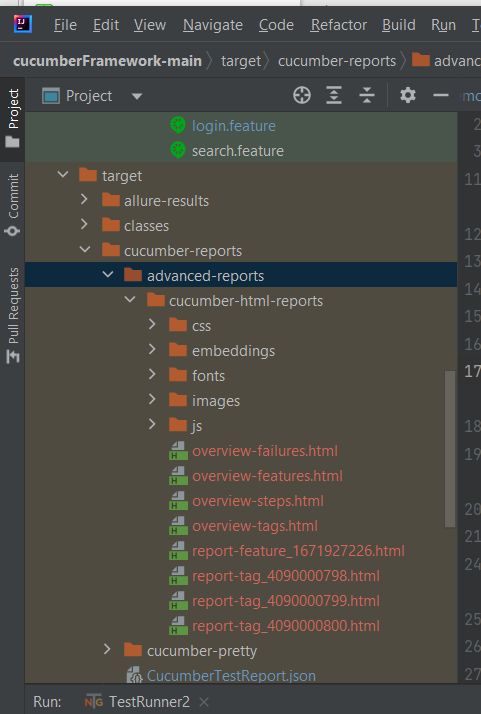 File Edit View Navigate Code Refactor Build Run
cucumberFramework-main target cucumber-reports advanc
Project
Project
Commit
Pull Requests
login.feature
search.feature
target
allure-results
classes
cucumber-reports
advanced-reports
cucumber-html-reports
css
embeddings
fonts
images
js
overview-failures.html
overview-features.html
overview-steps.html
overview-tags.html
report-feature_1671927226.html
report-tag_4090000798.html
report-tag_4090000799.html
report-tag_4090000800.html
cucumber-pretty
CucumberTestReport.json
mo
2
3
11
12
13
14
15
16
17
18
19
20
21
24
25
26
27
Run: TestRunner2